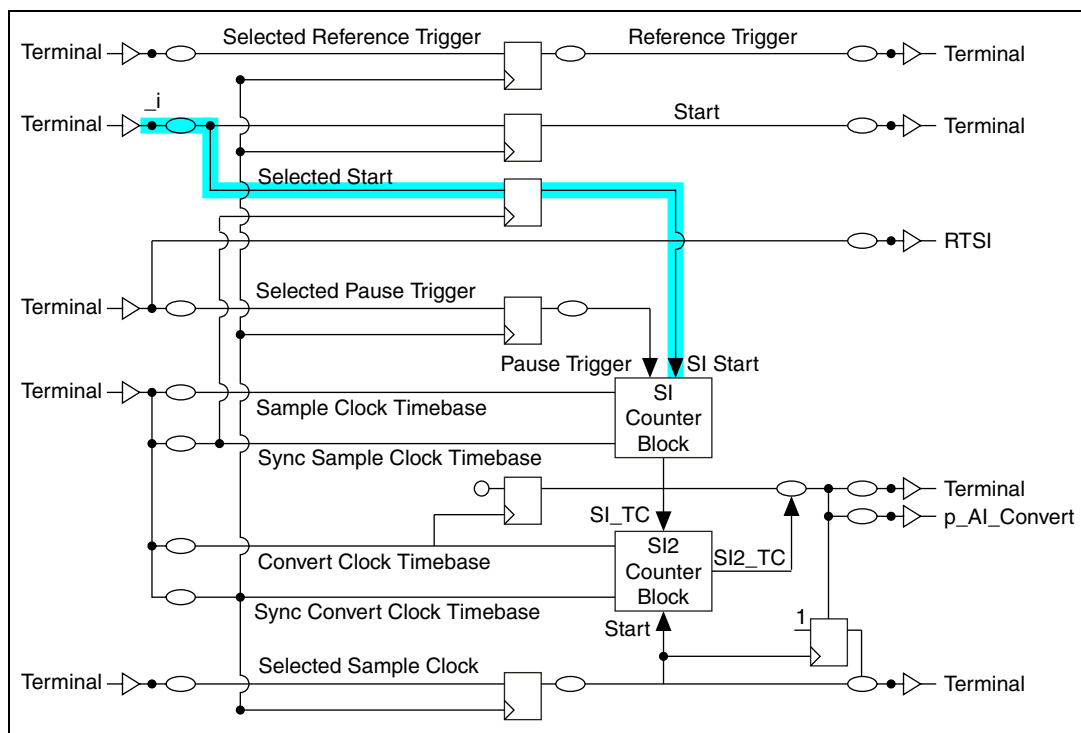 Selected Reference Trigger
Reference Trigger
Terminal
Terminal
_i
Terminal
Start
Terminal
Selected Start
RTSI
Selected Pause Trigger
Terminal
Pause Trigger
SI Start
Terminal
SI
Counter
Block
Sample Clock Timebase
Sync Sample Clock Timebase
Terminal
SI_TC
p_AI_Convert
Convert Clock Timebase
SI2
Counter
Block
SI2_TC
Sync Convert Clock Timebase
Start
1
Selected Sample Clock
Terminal
Terminal